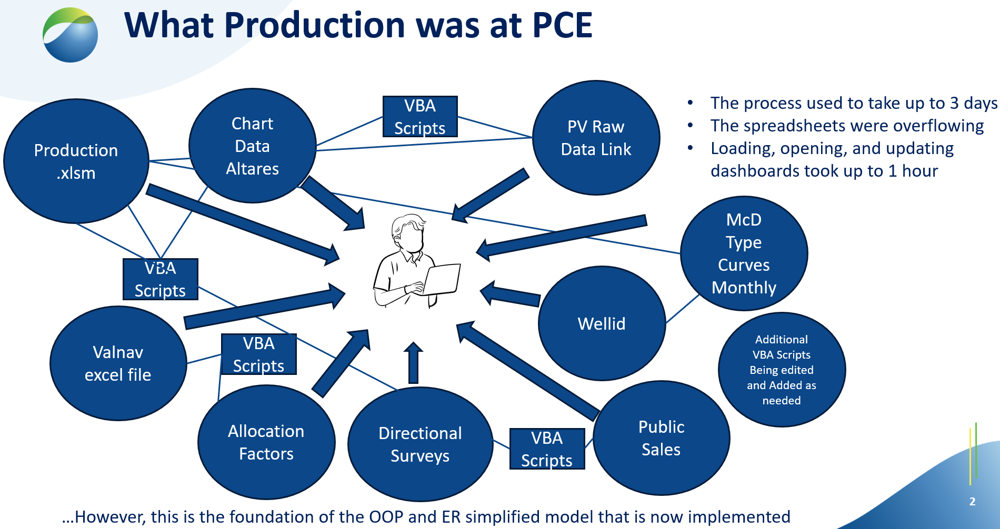 What Production was at PCE
Production
.xlsm
Chart
Data
Altares
VBA
Scripts
PV Raw
Data Link
• The process used to take up to 3 days
• The spreadsheets were overflowing
• Loading, opening, and updating
dashboards took up to 1 hour
McD
Type
Curves
Monthly
VBA
Scripts
Wellid
Valnav
excel file
VBA
Scripts
Additional
VBA Scripts
Being edited
and Added as
needed
Allocation
Factors
Directional
Surveys
VBA
Scripts
Public
Sales
2
...However, this is the foundation of the OOP and ER simplified model that is now implemented